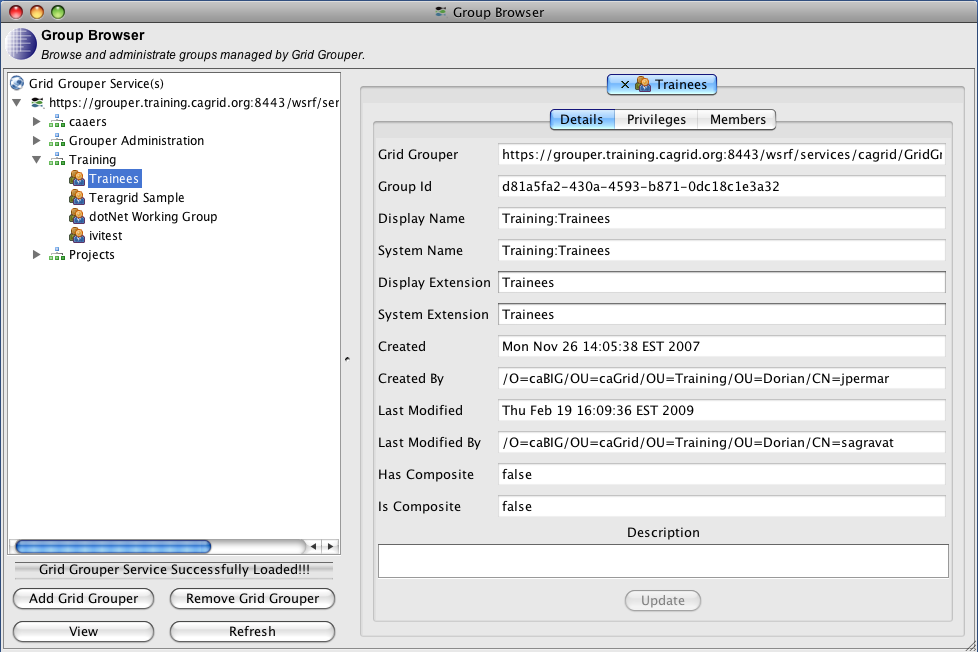 Group Browser
Group Browser
Browse and administrate groups managed by Grid Grouper.
Grid Grouper Service(s)
https://grouper.training.cagrid.org:8443/wsrf/ser
caaers
Grouper Administration
Training
Trainees
Teragrid Sample
dotNet Working Group
ivitest
Projects
Grid Grouper Service Successfully Loaded!!!
Add Grid Grouper Remove Grid Grouper
View Refresh
× Trainees
Details Privileges Members
Grid Grouper https://grouper.training.cagrid.org:8443/wsrf/services/cagrid/GridGr
Group Id d81a5fa2-430a-4593-b871-0dc18c1e3a32
Display Name Training:Trainees
System Name Training:Trainees
Display Extension Trainees
System Extension Trainees
Created Mon Nov 26 14:05:38 EST 2007
Created By /O=caBIG/OU=caGrid/OU=Training/OU=Dorian/CN=jpermar
Last Modified Thu Feb 19 16:09:36 EST 2009
Last Modified By /O=caBIG/OU=caGrid/OU=Training/OU=Dorian/CN=sagravat
Has Composite false
Is Composite false
Description
Update